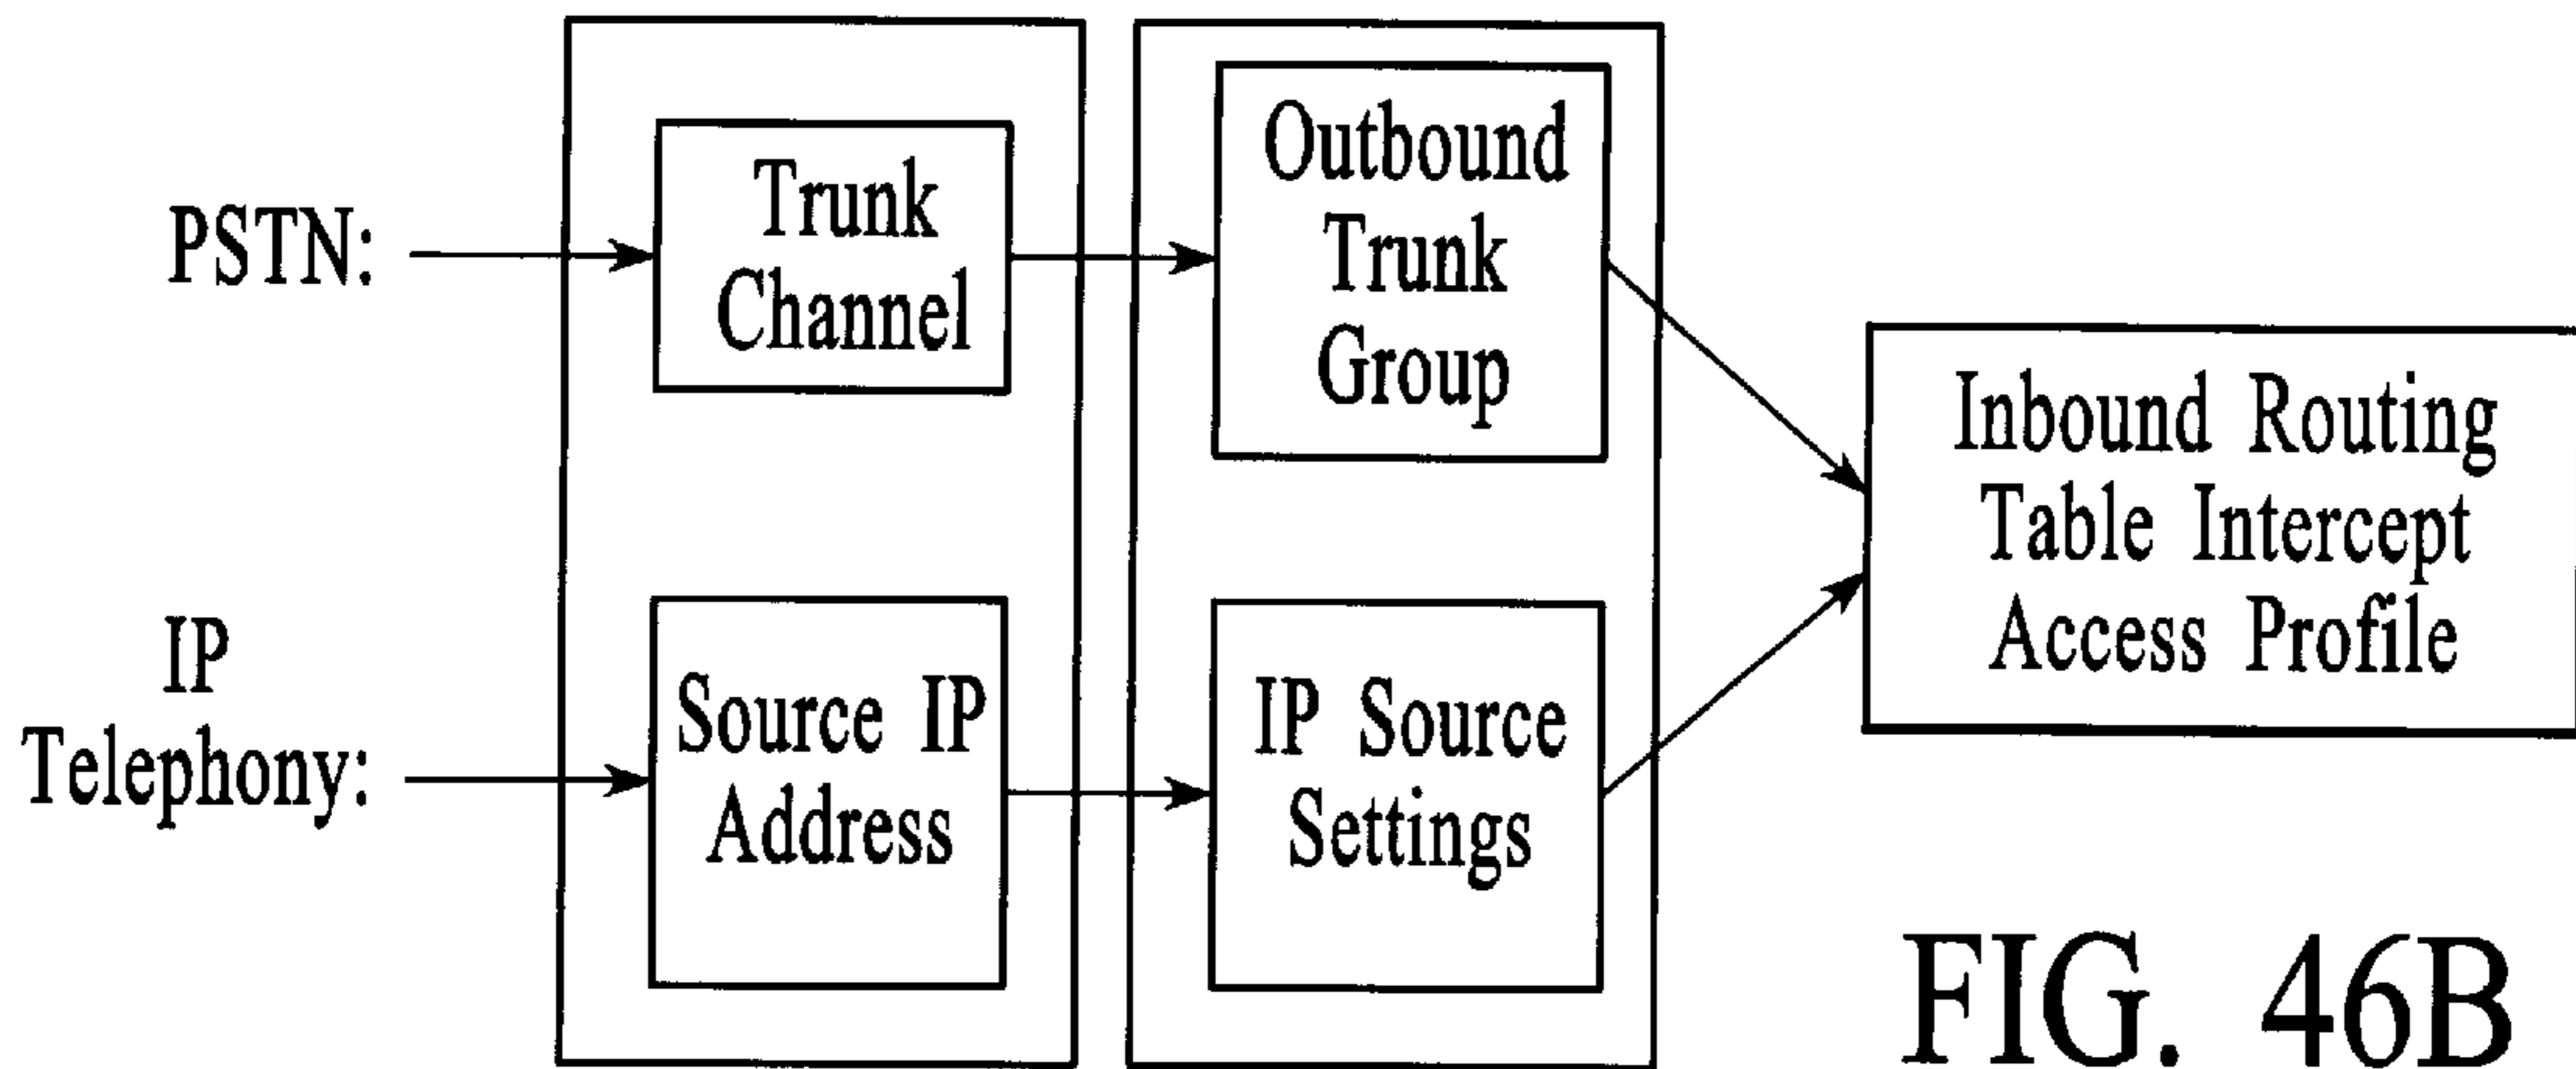 PSTN:
Trunk
Channel
Outbound
Trunk
Group
Inbound Routing
Table Intercept
Access Profile
IP
Telephony:
Source IP
Address
IP Source
Settings
FIG. 46B